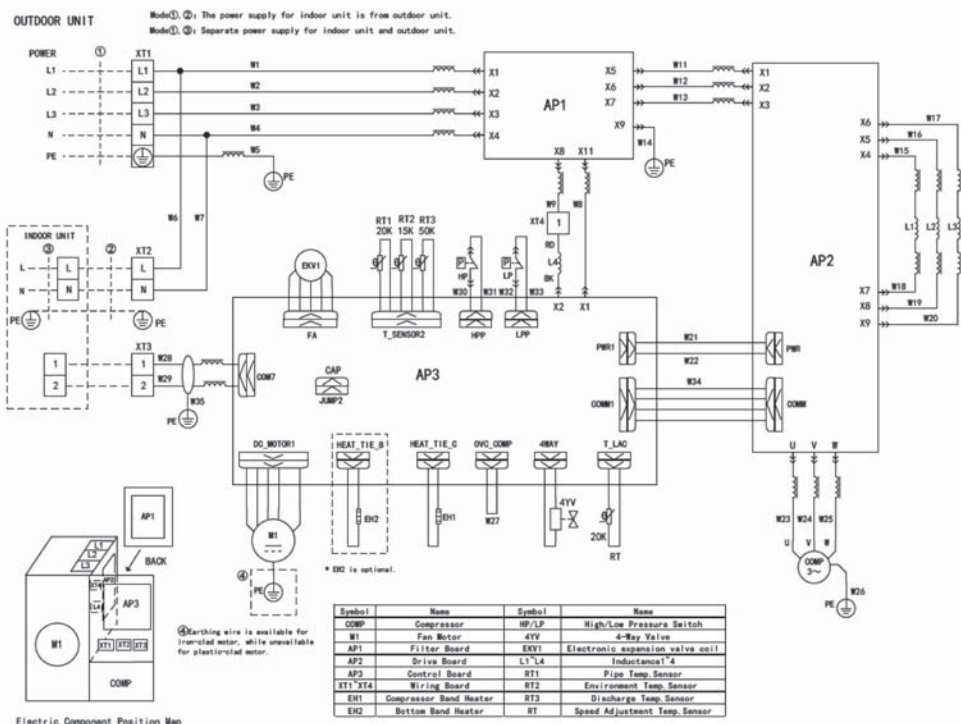 OUTDOOR UNIT
Mode①,②: The power supply for indoor unit is from outdoor unit.
Mode①,③: Separate power supply for indoor unit and outdoor unit.
POWER ① XT1
L1 L1 W1 X1
L2 L2 W2 X2
L3 L3 W3 X3
N N W4 X4
PE W5 PE
AP1
X5 W11 X1
X6 W12 X2
X7 W13 X3
X9 W14 PE
X8 X11
W9 W8
XT4 1
RD
L4
BK
X2 X1
X6 W17
X5 W16
X4 W15
L1 L2 L3
AP2
X7 W18
X8 W19
X9 W20
W6 W7
INDOOR UNIT
③ ② XT2
L L L
N N N
PE PE
XT3
1 1 W28
2 2 W29
W35
PE
COM7
EKV1
FA
RT1 RT2 RT3
20K 15K 50K
θ θ θ
T_SENSOR2
P HP
W30 W31
HPP
P LP
W32 W33
LPP
AP3
CAP
JUMP2
PWR1 W21 PWR
W22
COMM1 W34 COMM
DC_MOTOR1 HEAT_TIE_B HEAT_TIE_C OVC_COMP 4WAY T_LAC
EH2 EH1 W27 4YV θ
20K
RT
M1
④
PE
* EH2 is optional.
U V W
W23 W24 W25
U V W
COMP
3~
W26
PE
AP1
BACK
L1
L2
L3
XT4 AP2
L4
AP3
M1
XT1 XT2 XT3
COMP
④Earthing wire is available for
iron-clad motor, while unavailable
for plastic-clad motor.
Electric Component Position Map
Symbol Name Symbol Name
COMP Compressor HP/LP High/Low Pressure Switch
M1 Fan Motor 4YV 4-Way Valve
AP1 Filter Board EKV1 Electronic expansion valve coil
AP2 Drive Board L1~L4 Inductance1~4
AP3 Control Board RT1 Pipe Temp. Sensor
XT1~XT4 Wiring Board RT2 Environment Temp. Sensor
EH1 Compressor Band Heater RT3 Discharge Temp. Sensor
EH2 Bottom Band Heater RT Speed Adjustment Temp. Sensor